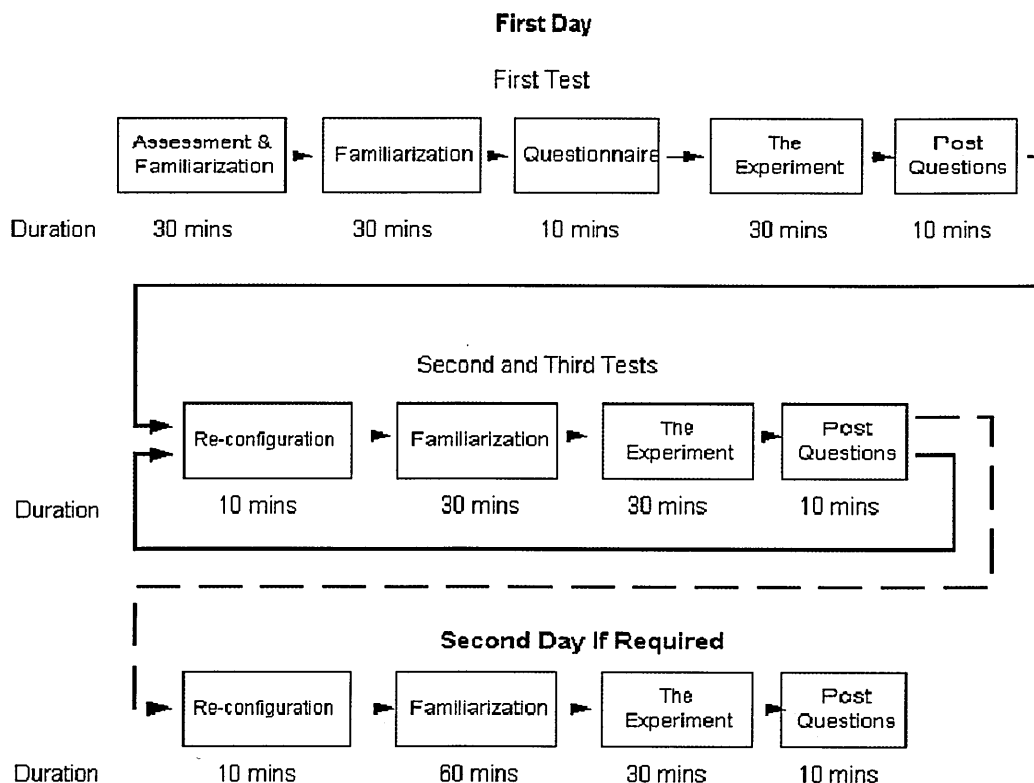 First Day
First Test
Assessment &
Familiarization
Familiarization
Questionnaire
The
Experiment
Post
Questions
Duration
30 mins
30 mins
10 mins
30 mins
10 mins
Second and Third Tests
Re-configuration
Familiarization
The
Experiment
Post
Questions
Duration
10 mins
30 mins
30 mins
10 mins
Second Day If Required
Re-configuration
Familiarization
The
Experiment
Post
Questions
Duration
10 mins
60 mins
30 mins
10 mins